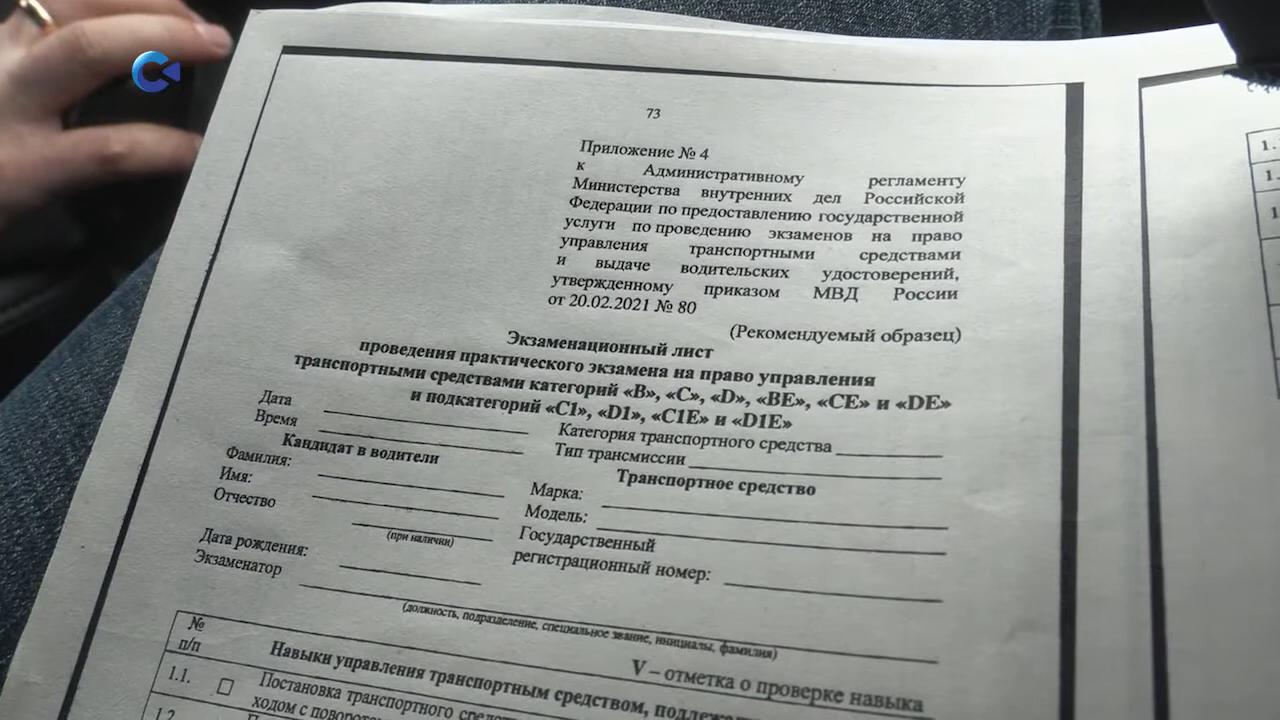 73
Приложение № 4
к Административному регламенту
Министерства внутренних дел Российской
Федерации по предоставлению государственной
услуги по проведению экзаменов на право
управления транспортными средствами
и выдаче водительских удостоверений,
утвержденному приказом МВД России
от 20.02.2021 № 80
(Рекомендуемый образец)
Экзаменационный лист
проведения практического экзамена на право управления
транспортными средствами категорий «B», «C», «D», «BE», «CE» и «DE»
и подкатегорий «C1», «D1», «C1E» и «D1E»
Дата
Время
Категория транспортного средства
Тип трансмиссии
Кандидат в водители
Фамилия:
Имя:
Отчество
(при наличии)
Дата рождения:
Экзаменатор
Транспортное средство
Марка:
Модель:
Государственный
регистрационный номер:
(должность, подразделение, специальное звание, инициалы, фамилия)
№
п/п
V – отметка о проверке навыка
Навыки управления транспортным средством,
1.1.
Постановка транспортного
ходом с
1.2
1.
1.
1